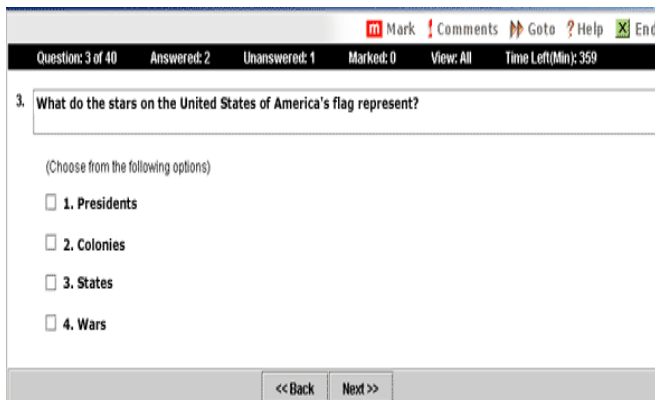 m Mark ! Comments Goto ? Help X End
Question: 3 of 40 Answered: 2 Unanswered: 1 Marked: 0 View: All Time Left(Min): 359
3. What do the stars on the United States of America's flag represent?
(Choose from the following options)
1. Presidents
2. Colonies
3. States
4. Wars
<< Back Next >>